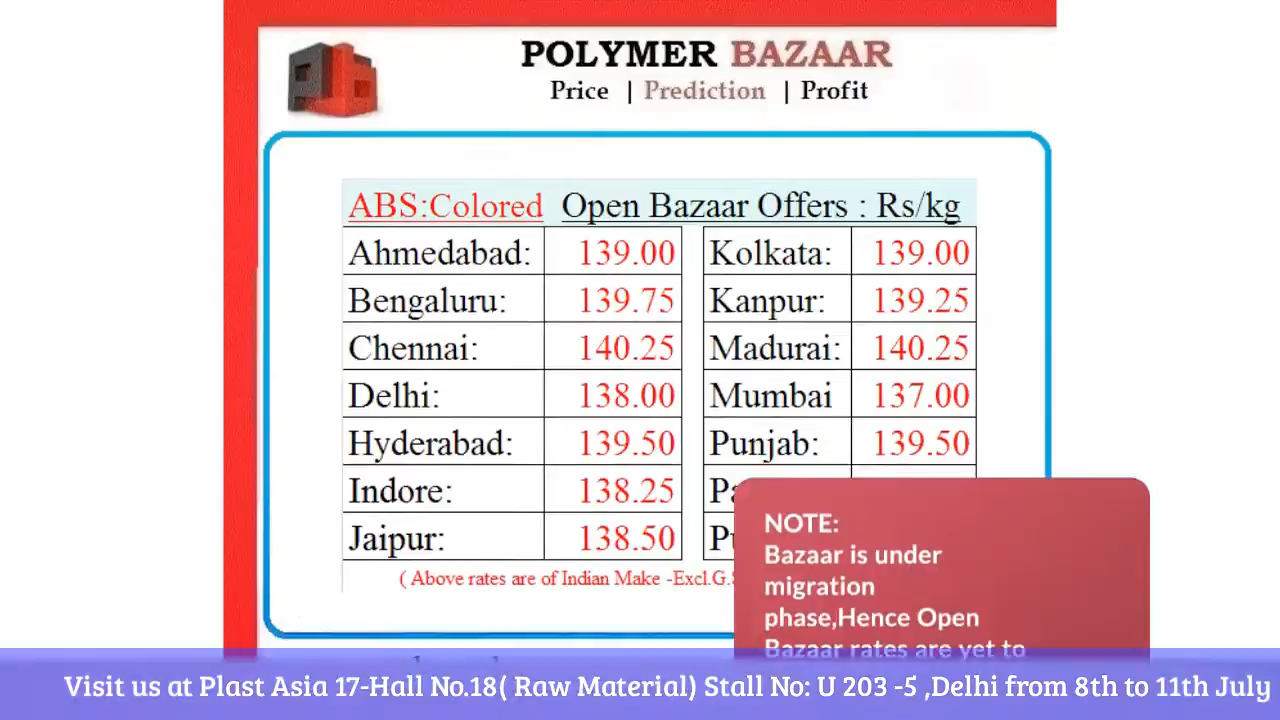 POLYMER BAZAAR
Price | Prediction | Profit
ABS:Colored Open Bazaar Offers : Rs/kg
Ahmedabad: 139.00 Kolkata: 139.00
Bengaluru: 139.75 Kanpur: 139.25
Chennai: 140.25 Madurai: 140.25
Delhi: 138.00 Mumbai 137.00
Hyderabad: 139.50 Punjab: 139.50
Indore: 138.25
Jaipur: 138.50
( Above rates are of Indian Make -Excl.G.
NOTE:
Bazaar is under
migration
phase,Hence Open
Bazaar rates are yet to
Visit us at Plast Asia 17-Hall No.18( Raw Material) Stall No: U 203 -5 ,Delhi from 8th to 11th July